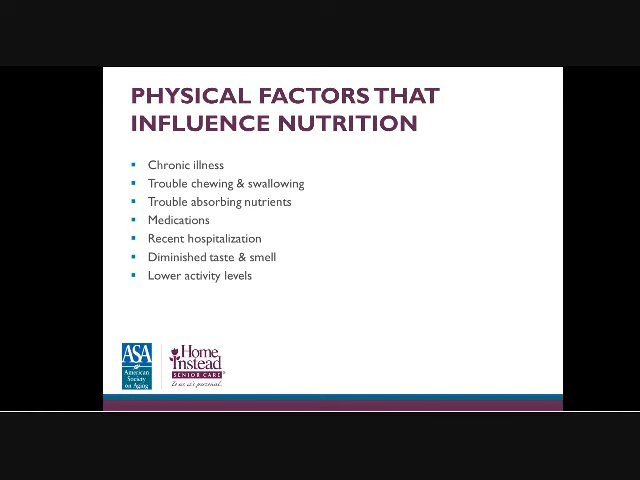 PHYSICAL FACTORS THAT
INFLUENCE NUTRITION
Chronic illness
Trouble chewing & swallowing
Trouble absorbing nutrients
Medications
Recent hospitalization
Diminished taste & smell
Lower activity levels
ASA
American
Society
on Aging
Home
Instead
SENIOR CARE®
To us, it's personal.